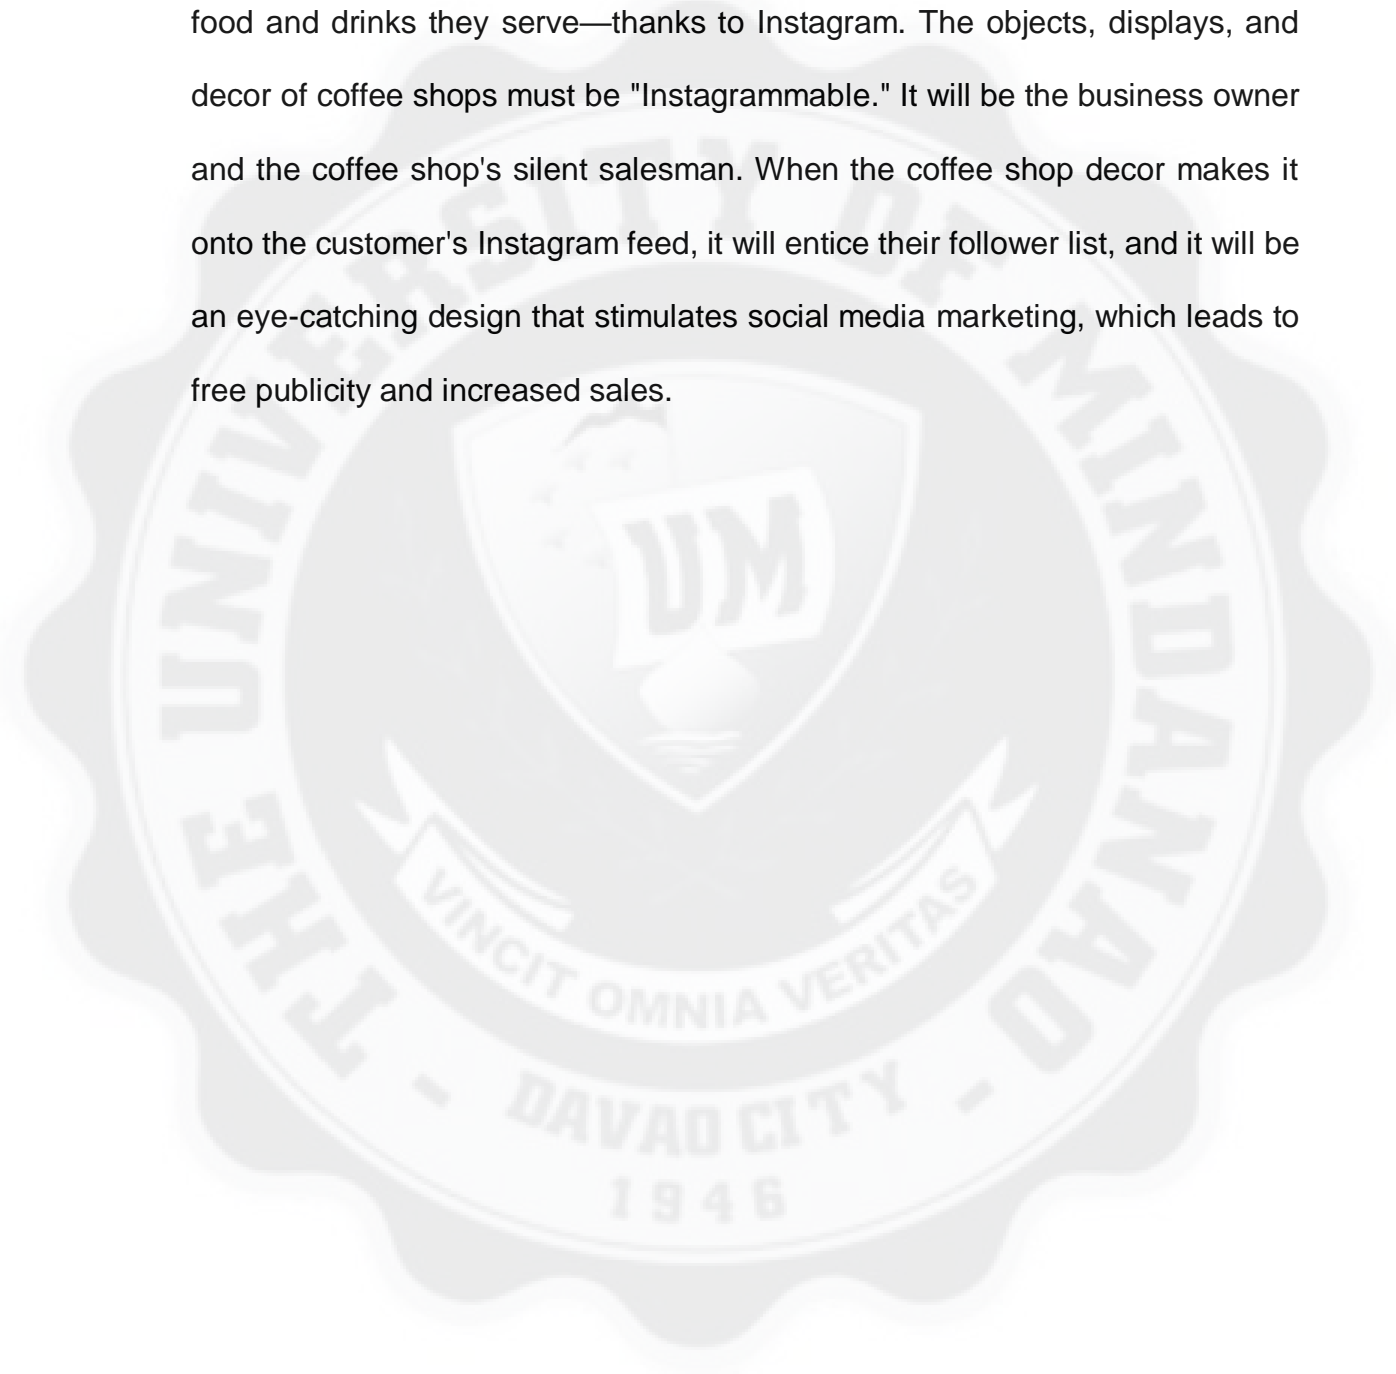 food and drinks they serve—thanks to Instagram. The objects, displays, and
decor of coffee shops must be "Instagrammable." It will be the business owner
and the coffee shop's silent salesman. When the coffee shop decor makes it
onto the customer's Instagram feed, it will entice their follower list, and it will be
an eye-catching design that stimulates social media marketing, which leads to
free publicity and increased sales.
THE UNIVERSITY OF MINDANAO
UM
VINCIT OMNIA VERITAS
- DAVAO CITY -
1946